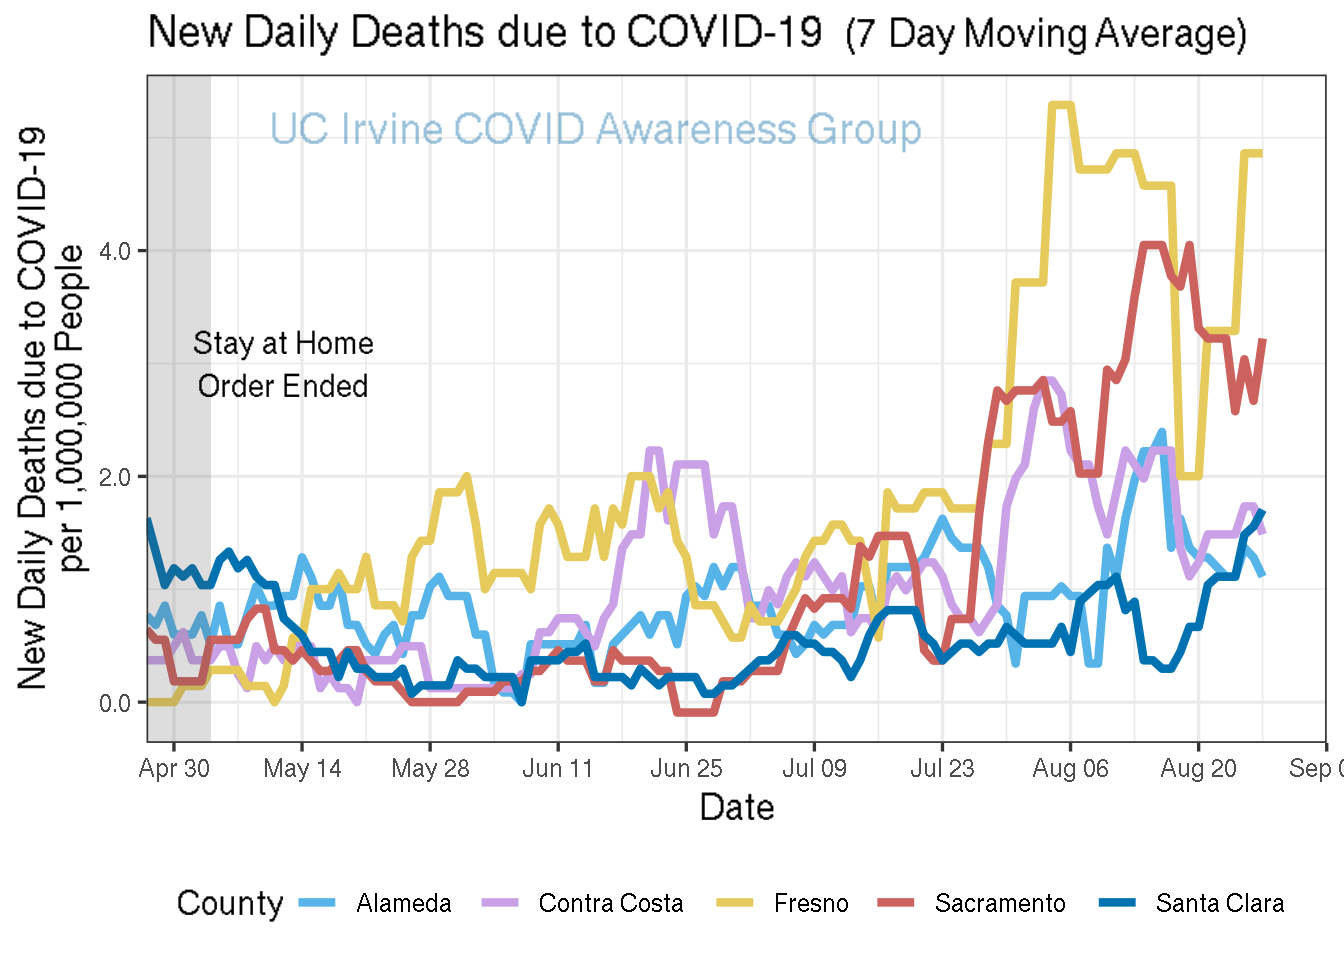 New Daily Deaths due to COVID-19 (7 Day Moving Average)
New Daily Deaths due to COVID-19
per 1,000,000 People
UC Irvine COVID Awareness Group
Stay at Home
Order Ended
4.0
2.0
0.0
Apr 30 May 14 May 28 Jun 11 Jun 25 Jul 09 Jul 23 Aug 06 Aug 20 Sep 0
Date
County Alameda Contra Costa Fresno Sacramento Santa Clara